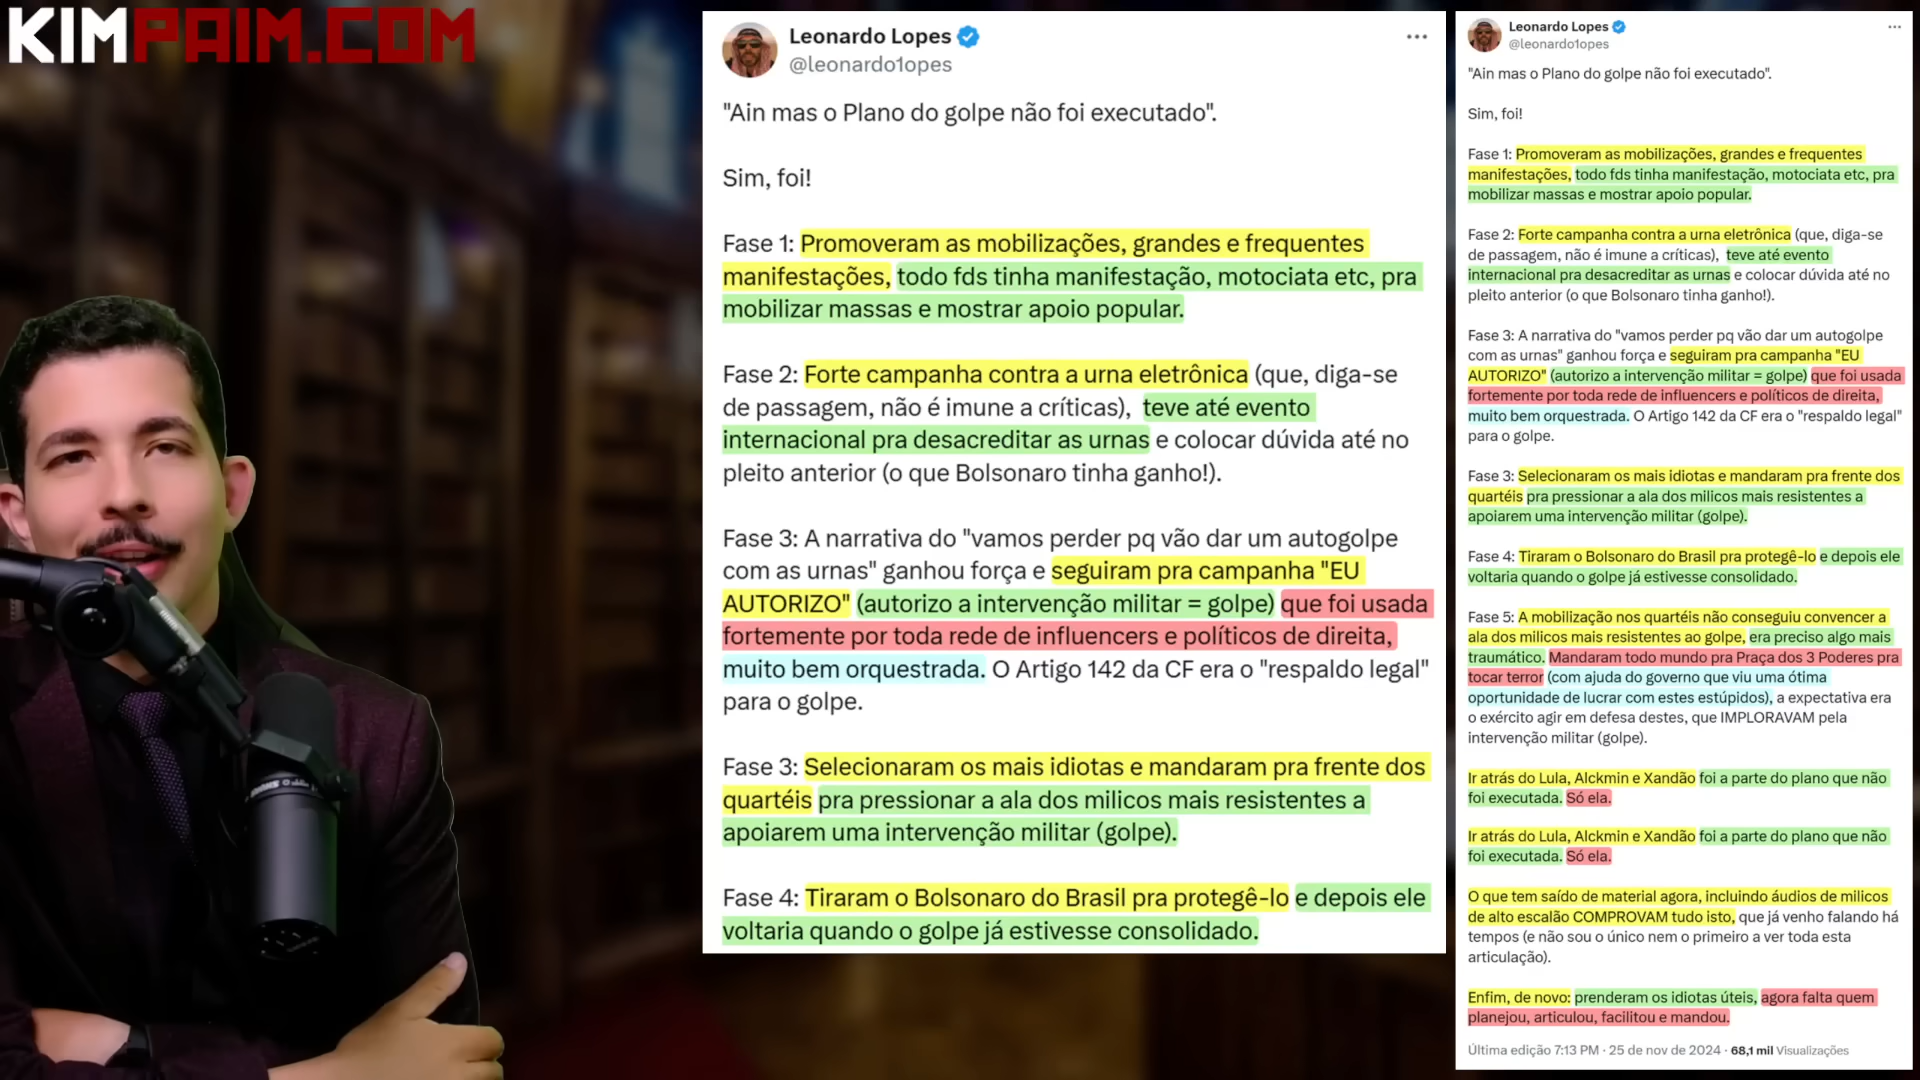 KIMPAIM.COM
Leonardo Lopes
@leonardo1opes
"Ain mas o Plano do golpe não foi executado".
Sim, foi!
Fase 1: Promoveram as mobilizações, grandes e frequentes
manifestações, todo fds tinha manifestação, motociata etc, pra
mobilizar massas e mostrar apoio popular.
Fase 2: Forte campanha contra a urna eletrônica (que, diga-se
de passagem, não é imune a críticas), teve até evento
internacional pra desacreditar as urnas e colocar dúvida até no
pleito anterior (o que Bolsonaro tinha ganho!).
Fase 3: A narrativa do "vamos perder pq vão dar um autogolpe
com as urnas" ganhou força e seguiram pra campanha "EU
AUTORIZO" (autorizo a intervenção militar = golpe) que foi usada
fortemente por toda rede de influencers e políticos de direita,
muito bem orquestrada. O Artigo 142 da CF era o "respaldo legal"
para o golpe.
Fase 3: Selecionaram os mais idiotas e mandaram pra frente dos
quartéis pra pressionar a ala dos milicos mais resistentes a
apoiarem uma intervenção militar (golpe).
Fase 4: Tiraram o Bolsonaro do Brasil pra protegê-lo e depois ele
voltaria quando o golpe já estivesse consolidado.
Leonardo Lopes
@leonardo1opes
"Ain mas o Plano do golpe não foi executado".
Sim, foi!
Fase 1: Promoveram as mobilizações, grandes e frequentes
manifestações, todo fds tinha manifestação, motociata etc, pra
mobilizar massas e mostrar apoio popular.
Fase 2: Forte campanha contra a urna eletrônica (que, diga-se
de passagem, não é imune a críticas), teve até evento
internacional pra desacreditar as urnas e colocar dúvida até no
pleito anterior (o que Bolsonaro tinha ganho!).
Fase 3: A narrativa do "vamos perder pq vão dar um autogolpe
com as urnas" ganhou força e seguiram pra campanha "EU
AUTORIZO" (autorizo a intervenção militar = golpe) que foi usada
fortemente por toda rede de influencers e políticos de direita,
muito bem orquestrada. O Artigo 142 da CF era o "respaldo legal"
para o golpe.
Fase 3: Selecionaram os mais idiotas e mandaram pra frente dos
quartéis pra pressionar a ala dos milicos mais resistentes a
apoiarem uma intervenção militar (golpe).
Fase 4: Tiraram o Bolsonaro do Brasil pra protegê-lo e depois ele
voltaria quando o golpe já estivesse consolidado.
Fase 5: A mobilização nos quartéis não conseguiu convencer a
ala dos milicos mais resistentes ao golpe, era preciso algo mais
traumático. Mandaram todo mundo pra Praça dos 3 Poderes pra
tocar terror (com ajuda do governo que viu uma ótima
oportunidade de lucrar com estes estúpidos), a expectativa era
o exército agir em defesa destes, que IMPLORAVAM pela
intervenção militar (golpe).
Ir atrás do Lula, Alckmin e Xandão foi a parte do plano que não
foi executada. Só ela.
Ir atrás do Lula, Alckmin e Xandão foi a parte do plano que não
foi executada. Só ela.
O que tem saído de material agora, incluindo áudios de milicos
de alto escalão COMPROVAM tudo isto, que já venho falando há
tempos (e não sou o único nem o primeiro a ver toda esta
articulação).
Enfim, de novo: prenderam os idiotas úteis, agora falta quem
planejou, articulou, facilitou e mandou.
Última edição 7:13 PM · 25 de nov de 2024 · 68,1 mil Visualizações